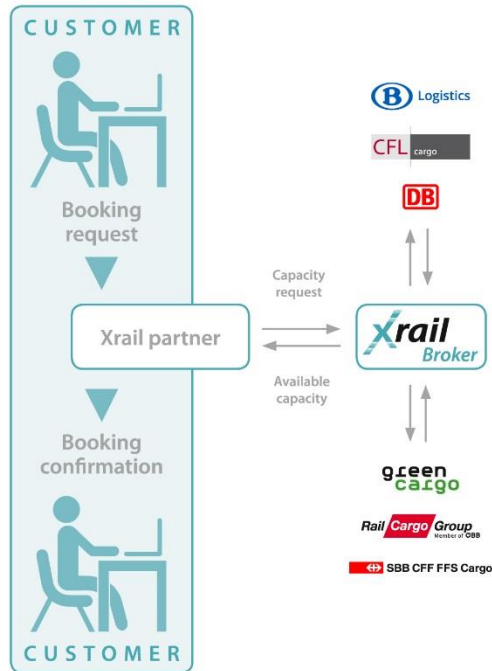 CUSTOMER
Booking
request
Xrail partner
Booking
confirmation
CUSTOMER
Capacity
request
Available
capacity
B Logistics
CFL cargo
DB
Xrail
Broker
green
cargo
Rail Cargo Group
Member of ÖBB
SBB CFF FFS Cargo